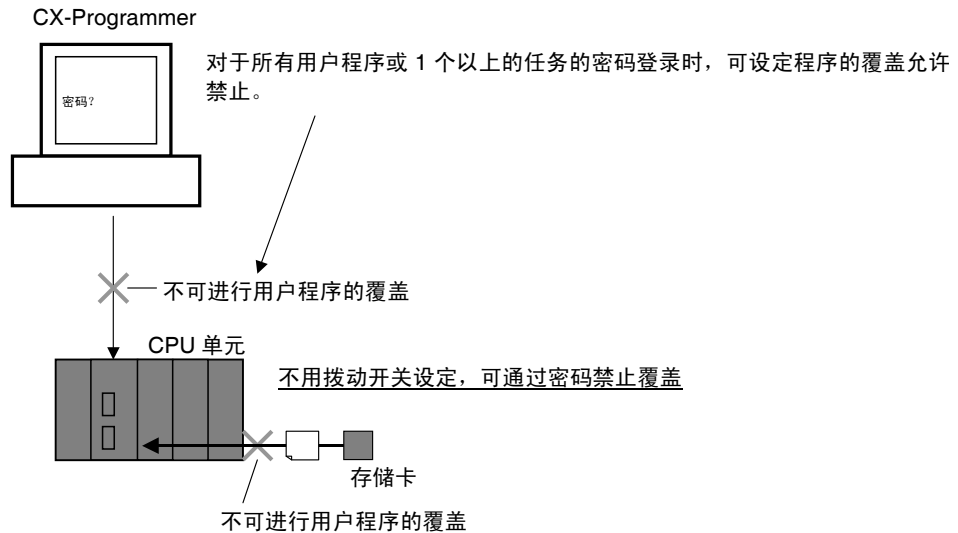 CX-Programmer
对于所有用户程序或 1 个以上的任务的密码登录时，可设定程序的覆盖允许
禁止。
密码?
不可进行用户程序的覆盖
CPU 单元
不用拨动开关设定，可通过密码禁止覆盖
存储卡
不可进行用户程序的覆盖